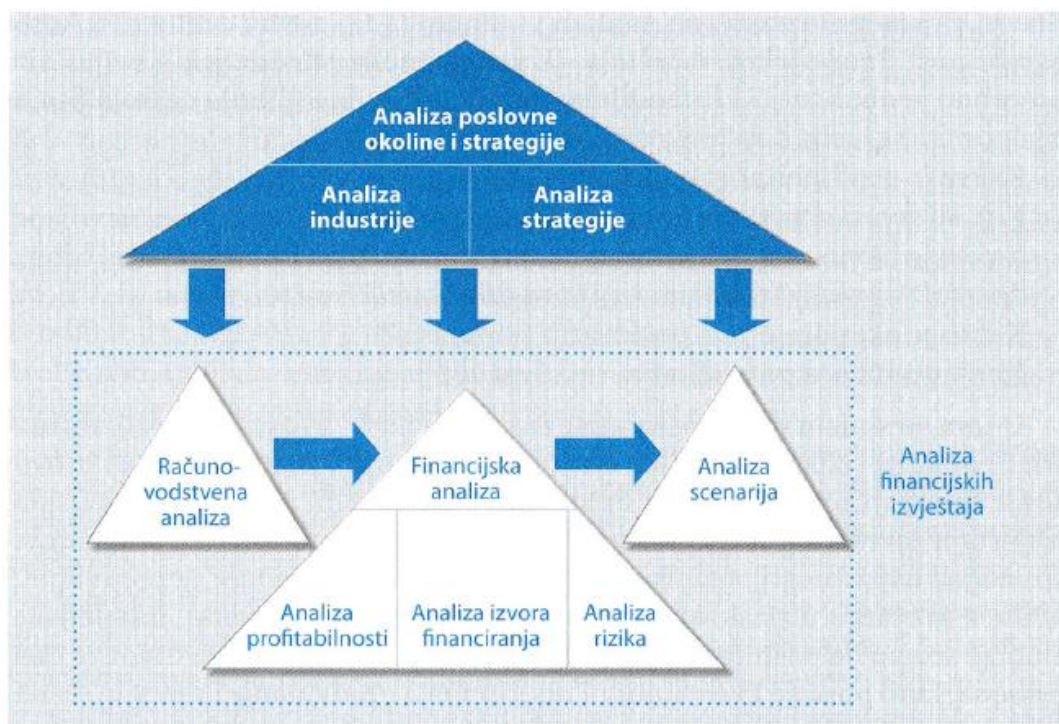 Analiza poslovne
okoline i strategije
Analiza
industrije
Analiza
strategije
Računo-
vodstvena
analiza
Financijska
analiza
Analiza
scenarija
Analiza
financijskih
izvještaja
Analiza
profitabilnosti
Analiza izvora
financiranja
Analiza
rizika